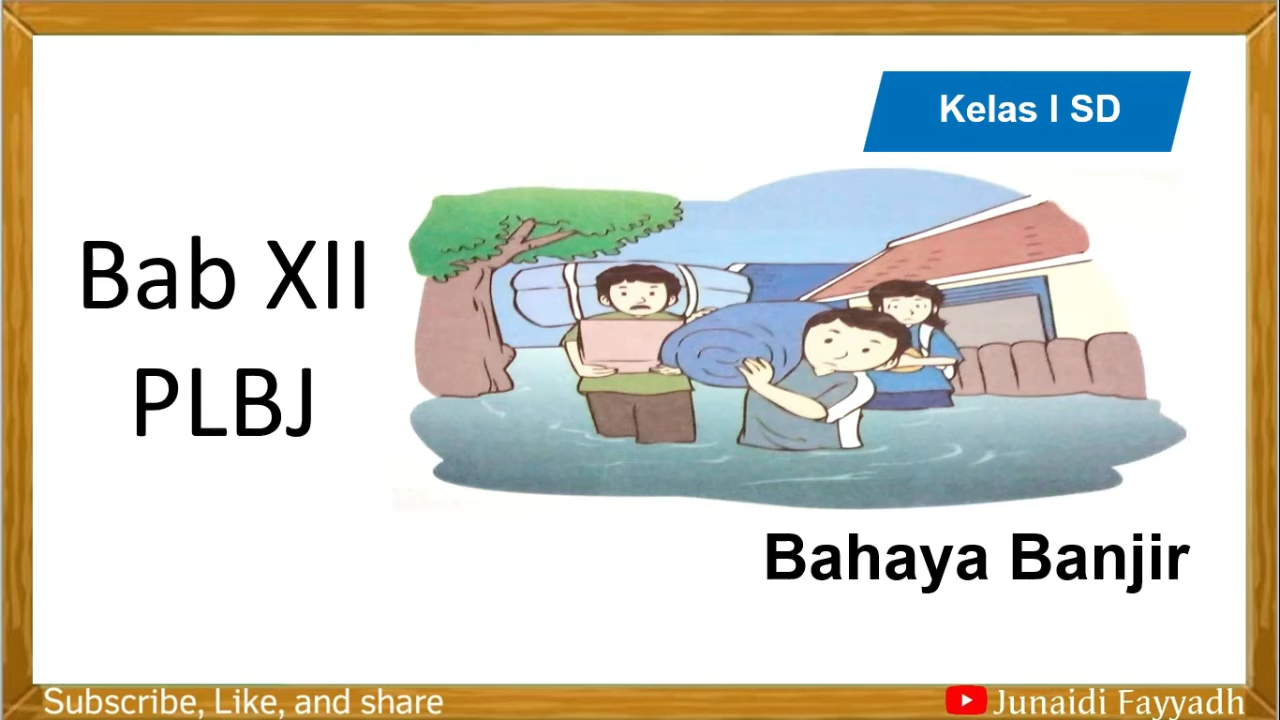 Kelas I SD
Bab XII
PLBJ
Bahaya Banjir
Subscribe, Like, and share
Junaidi Fayyadh